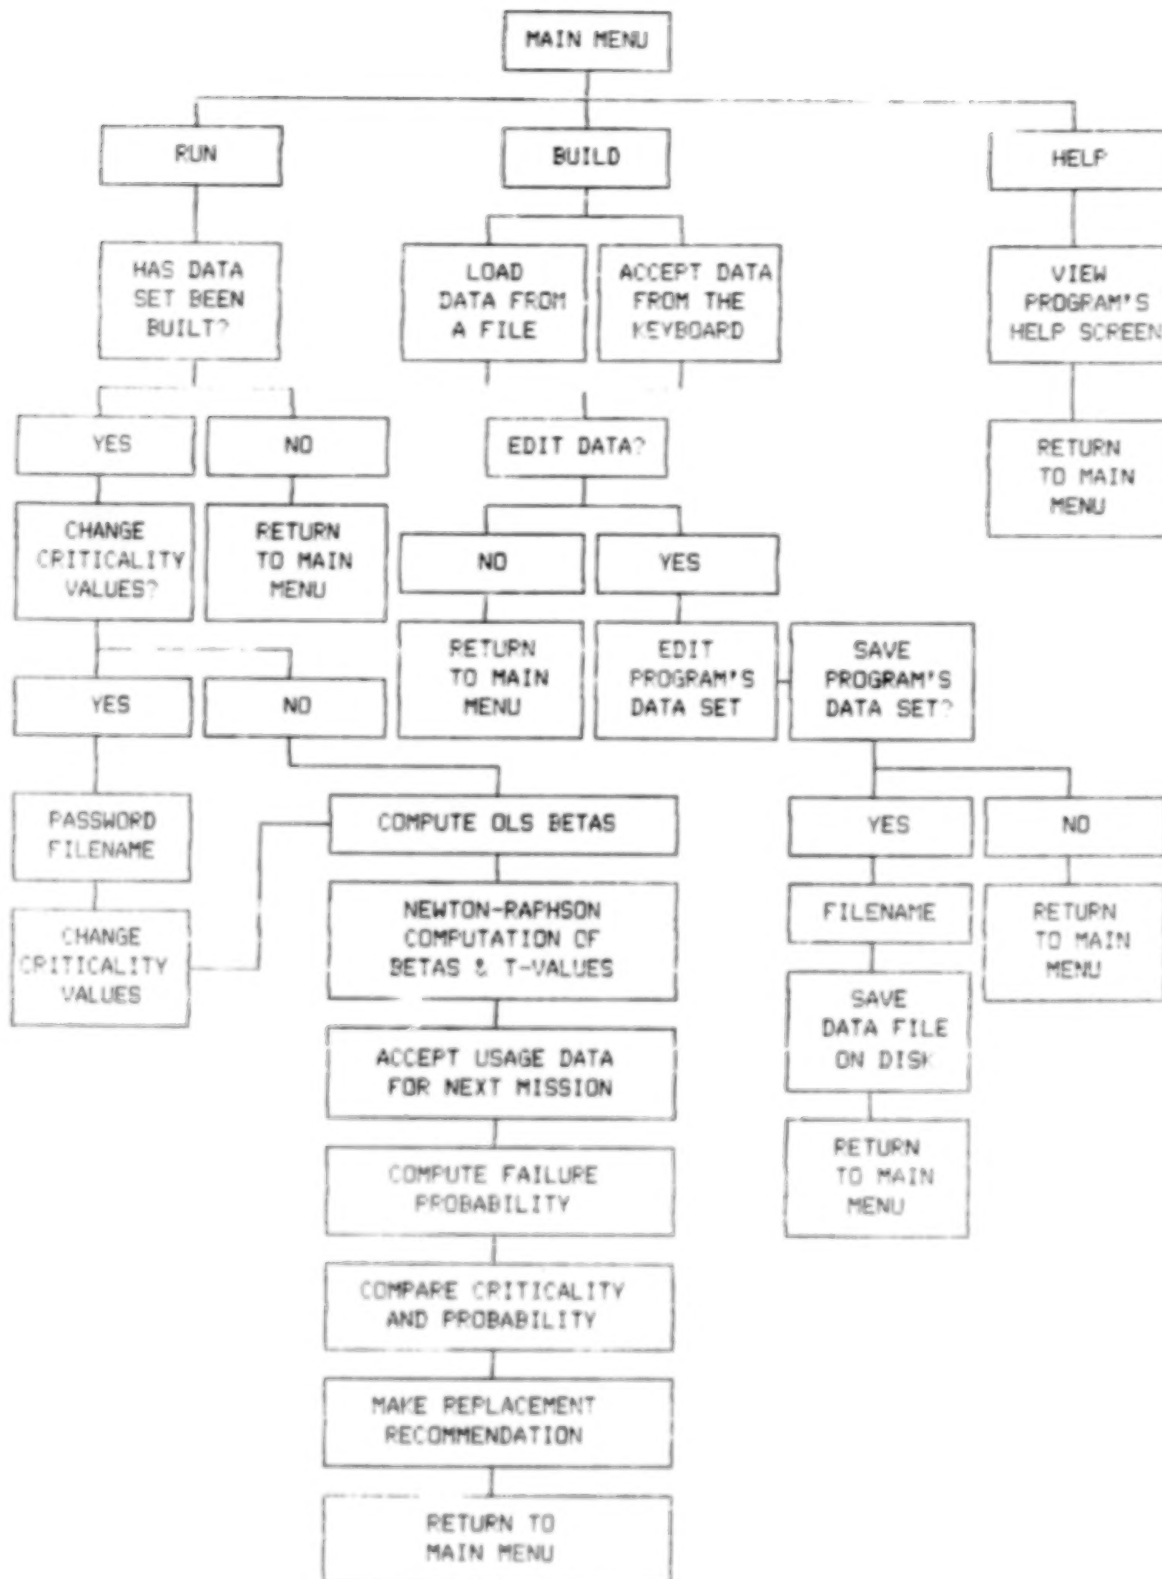 MAIN MENU
RUN
BUILD
HELP
HAS DATA
SET BEEN
BUILT?
LOAD
DATA FROM
A FILE
ACCEPT DATA
FROM THE
KEYBOARD
VIEW
PROGRAM'S
HELP SCREEN
YES
NO
EDIT DATA?
RETURN
TO MAIN
MENU
CHANGE
CRITICALITY
VALUES?
RETURN
TO MAIN
MENU
NO
YES
RETURN
TO MAIN
MENU
EDIT
PROGRAM'S
DATA SET
SAVE
PROGRAM'S
DATA SET?
YES
NO
PASSWORD
FILENAME
COMPUTE OLS BETAS
YES
NO
CHANGE
CRITICALITY
VALUES
NEWTON-RAPHSON
COMPUTATION OF
BETAS & T-VALUES
FILENAME
RETURN
TO MAIN
MENU
SAVE
DATA FILE
ON DISK
ACCEPT USAGE DATA
FOR NEXT MISSION
RETURN
TO MAIN
MENU
COMPUTE FAILURE
PROBABILITY
COMPARE CRITICALITY
AND PROBABILITY
MAKE REPLACEMENT
RECOMMENDATION
RETURN TO
MAIN MENU